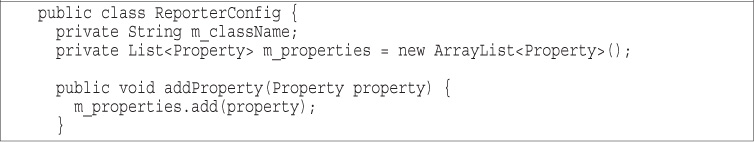 public class ReporterConfig {
  private String m_className;
  private List<Property> m_properties = new ArrayList<Property>();

  public void addProperty(Property property) {
    m_properties.add(property);
  }